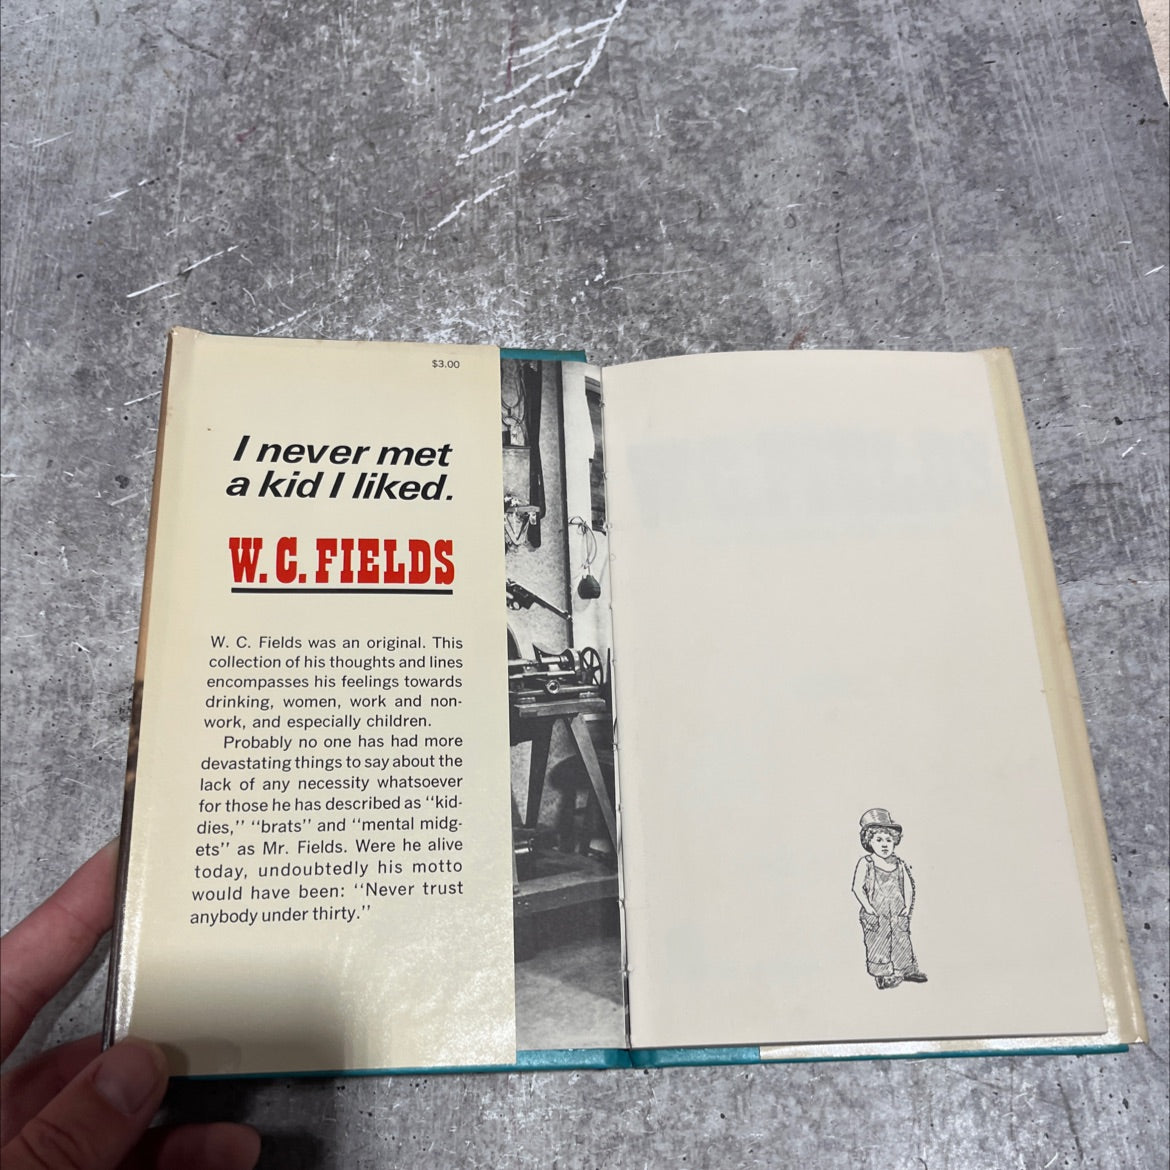 $3.00
I never met
a kid I liked.
W. C. FIELDS
W. C. Fields was an original. This
collection of his thoughts and lines
encompasses his feelings towards
drinking, women, work and non-
work, and especially children.
Probably no one has had more
devastating things to say about the
lack of any necessity whatsoever
for those he has described as “kid-
dies,” “brats” and “mental midg-
ets” as Mr. Fields. Were he alive
today, undoubtedly his motto
would have been: “Never trust
anybody under thirty.”